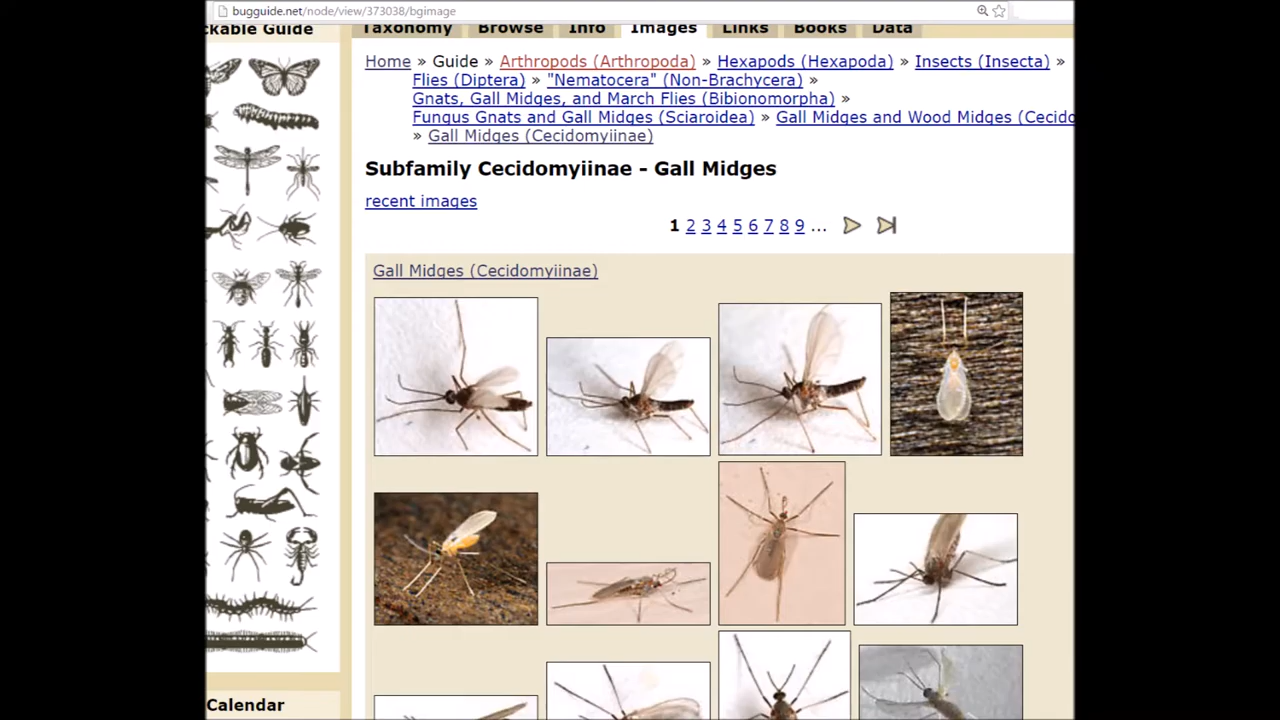 bugguide.net/node/view/373038/bgimage
ckable Guide
Taxonomy Browse Info Images Links Books Data
Home » Guide » Arthropods (Arthropoda) » Hexapods (Hexapoda) » Insects (Insecta) »
Flies (Diptera) » "Nematocera" (Non-Brachycera) »
Gnats, Gall Midges, and March Flies (Bibionomorpha) »
Fungus Gnats and Gall Midges (Sciaroidea) » Gall Midges and Wood Midges (Cecido
» Gall Midges (Cecidomyiinae)
Subfamily Cecidomyiinae - Gall Midges
recent images
1 2 3 4 5 6 7 8 9 ...
Gall Midges (Cecidomyiinae)
Calendar